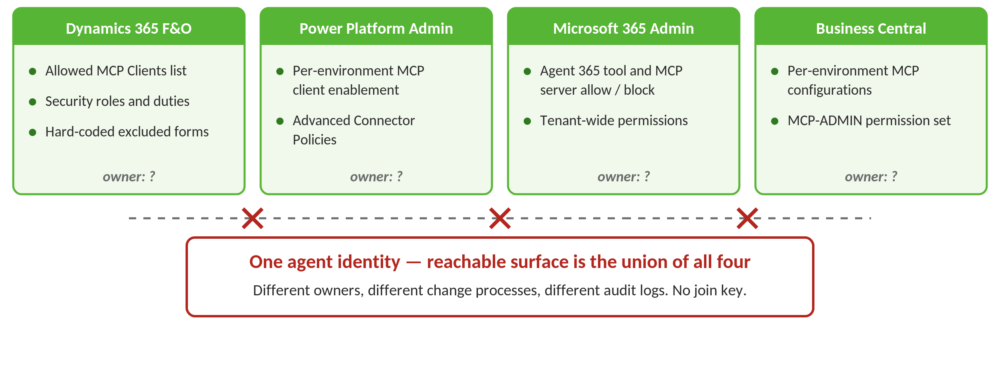 Dynamics 365 F&O
Allowed MCP Clients list
Security roles and duties
Hard-coded excluded forms
owner: ?
Power Platform Admin
Per-environment MCP
client enablement
Advanced Connector
Policies
owner: ?
Microsoft 365 Admin
Agent 365 tool and MCP
server allow / block
Tenant-wide permissions
owner: ?
Business Central
Per-environment MCP
configurations
MCP-ADMIN permission set
owner: ?
One agent identity — reachable surface is the union of all four
Different owners, different change processes, different audit logs. No join key.